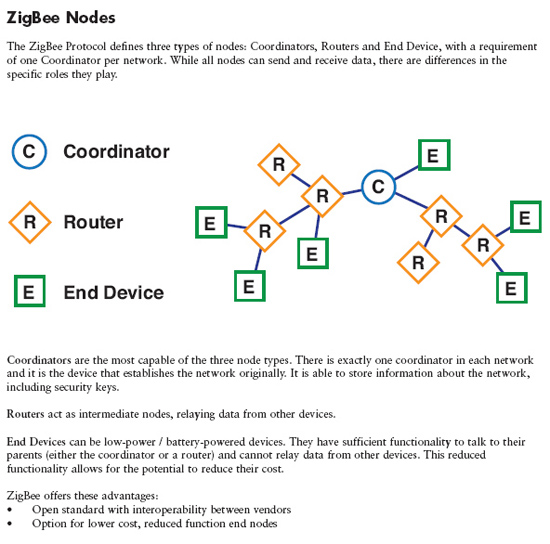 ZigBee Nodes
The ZigBee Protocol defines three types of nodes: Coordinators, Routers and End Device, with a requirement
of one Coordinator per network. While all nodes can send and receive data, there are differences in the
specific roles they play.
C Coordinator
R Router
E End Device
E
R
C
R
R
E
E
R
R
E
R
E
E
Coordinators are the most capable of the three node types. There is exactly one coordinator in each network
and it is the device that establishes the network originally. It is able to store information about the network,
including security keys.
Routers act as intermediate nodes, relaying data from other devices.
End Devices can be low-power / battery-powered devices. They have sufficient functionality to talk to their
parents (either the coordinator or a router) and cannot relay data from other devices. This reduced
functionality allows for the potential to reduce their cost.
ZigBee offers these advantages:
• Open standard with interoperability between vendors
• Option for lower cost, reduced function end nodes